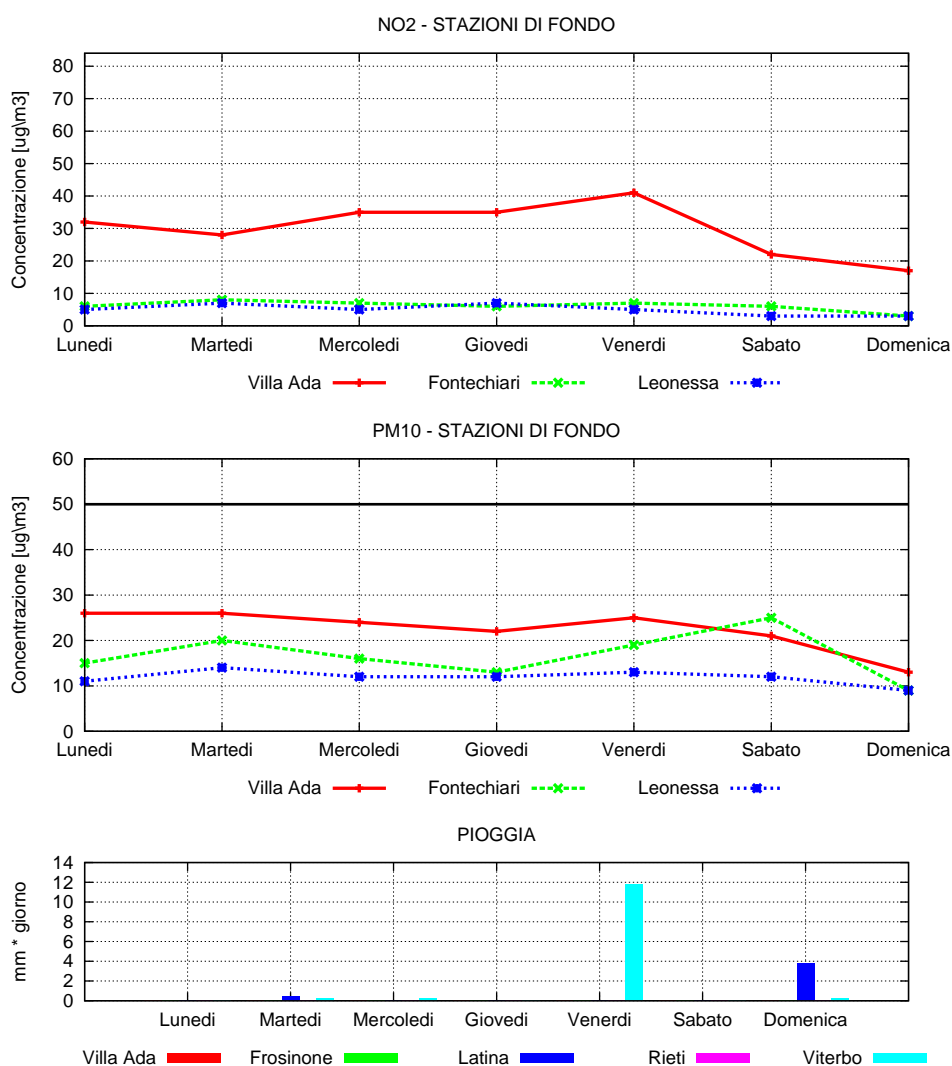 NO2 - STAZIONI DI FONDO
Concentrazione [ug\m3]
80
70
60
50
40
30
20
10
0
Lunedi Martedi Mercoledi Giovedi Venerdi Sabato Domenica
Villa Ada Fontechiari Leonessa
PM10 - STAZIONI DI FONDO
Concentrazione [ug\m3]
60
50
40
30
20
10
0
Lunedi Martedi Mercoledi Giovedi Venerdi Sabato Domenica
Villa Ada Fontechiari Leonessa
PIOGGIA
mm * giorno
14
12
10
8
6
4
2
0
Lunedi Martedi Mercoledi Giovedi Venerdi Sabato Domenica
Villa Ada Frosinone Latina Rieti Viterbo